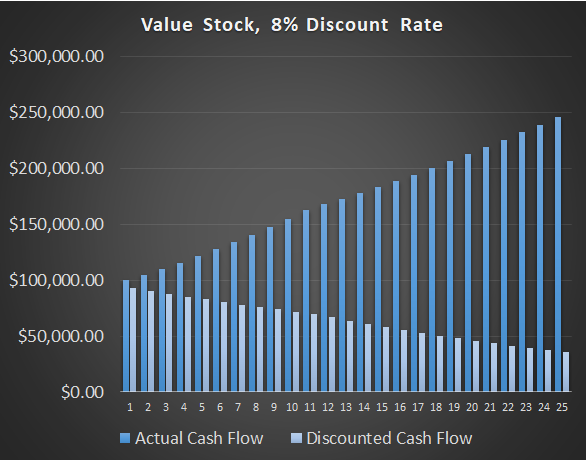 Value Stock, 8% Discount Rate
$300,000.00
$250,000.00
$200,000.00
$150,000.00
$100,000.00
$50,000.00
$0.00
1 2 3 4 5 6 7 8 9 10 11 12 13 14 15 16 17 18 19 20 21 22 23 24 25
Actual Cash Flow Discounted Cash Flow